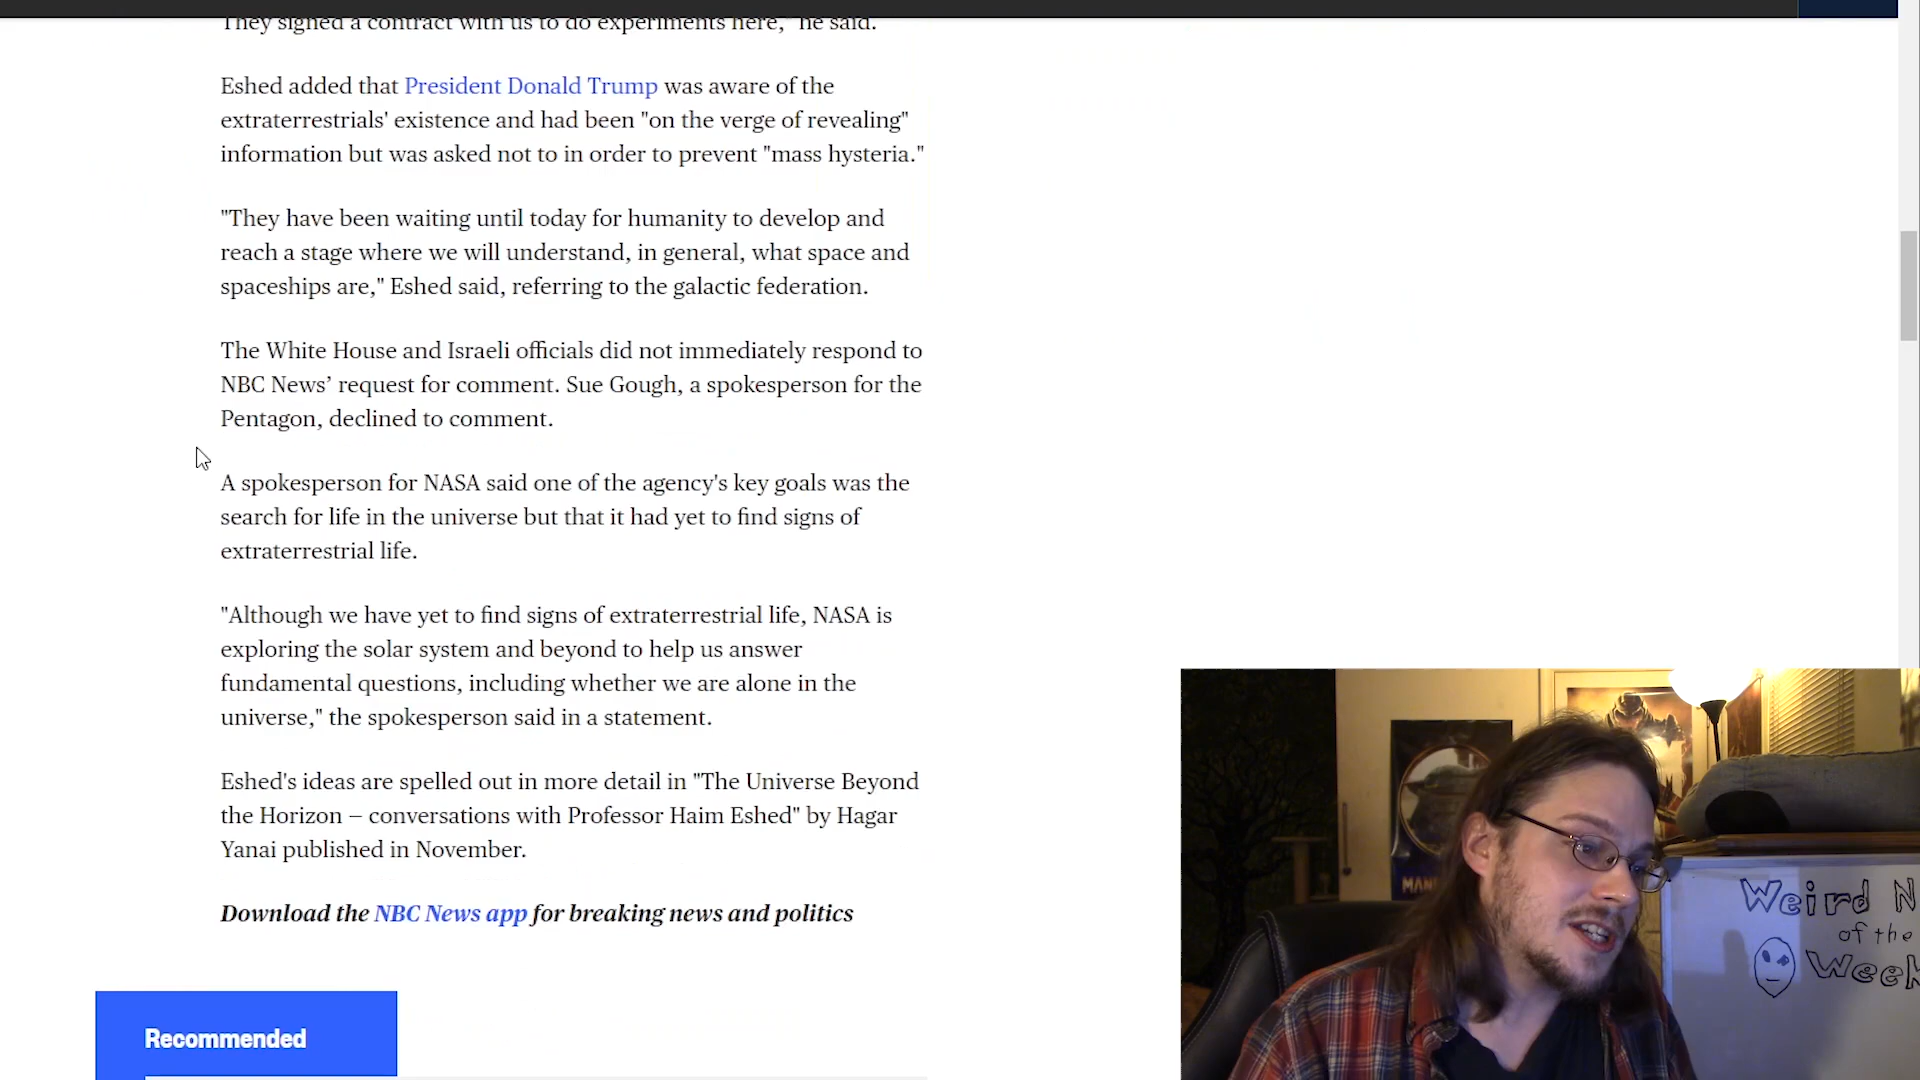 They signed a contract with us to do experiments here," he said.
Eshed added that President Donald Trump was aware of the
extraterrestrials' existence and had been "on the verge of revealing"
information but was asked not to in order to prevent "mass hysteria."
"They have been waiting until today for humanity to develop and
reach a stage where we will understand, in general, what space and
spaceships are," Eshed said, referring to the galactic federation.
The White House and Israeli officials did not immediately respond to
NBC News’ request for comment. Sue Gough, a spokesperson for the
Pentagon, declined to comment.
A spokesperson for NASA said one of the agency's key goals was the
search for life in the universe but that it had yet to find signs of
extraterrestrial life.
"Although we have yet to find signs of extraterrestrial life, NASA is
exploring the solar system and beyond to help us answer
fundamental questions, including whether we are alone in the
universe," the spokesperson said in a statement.
Eshed's ideas are spelled out in more detail in "The Universe Beyond
the Horizon – conversations with Professor Haim Eshed" by Hagar
Yanai published in November.
Download the NBC News app for breaking news and politics
Recommended
MAN
Weird N
of the
Week